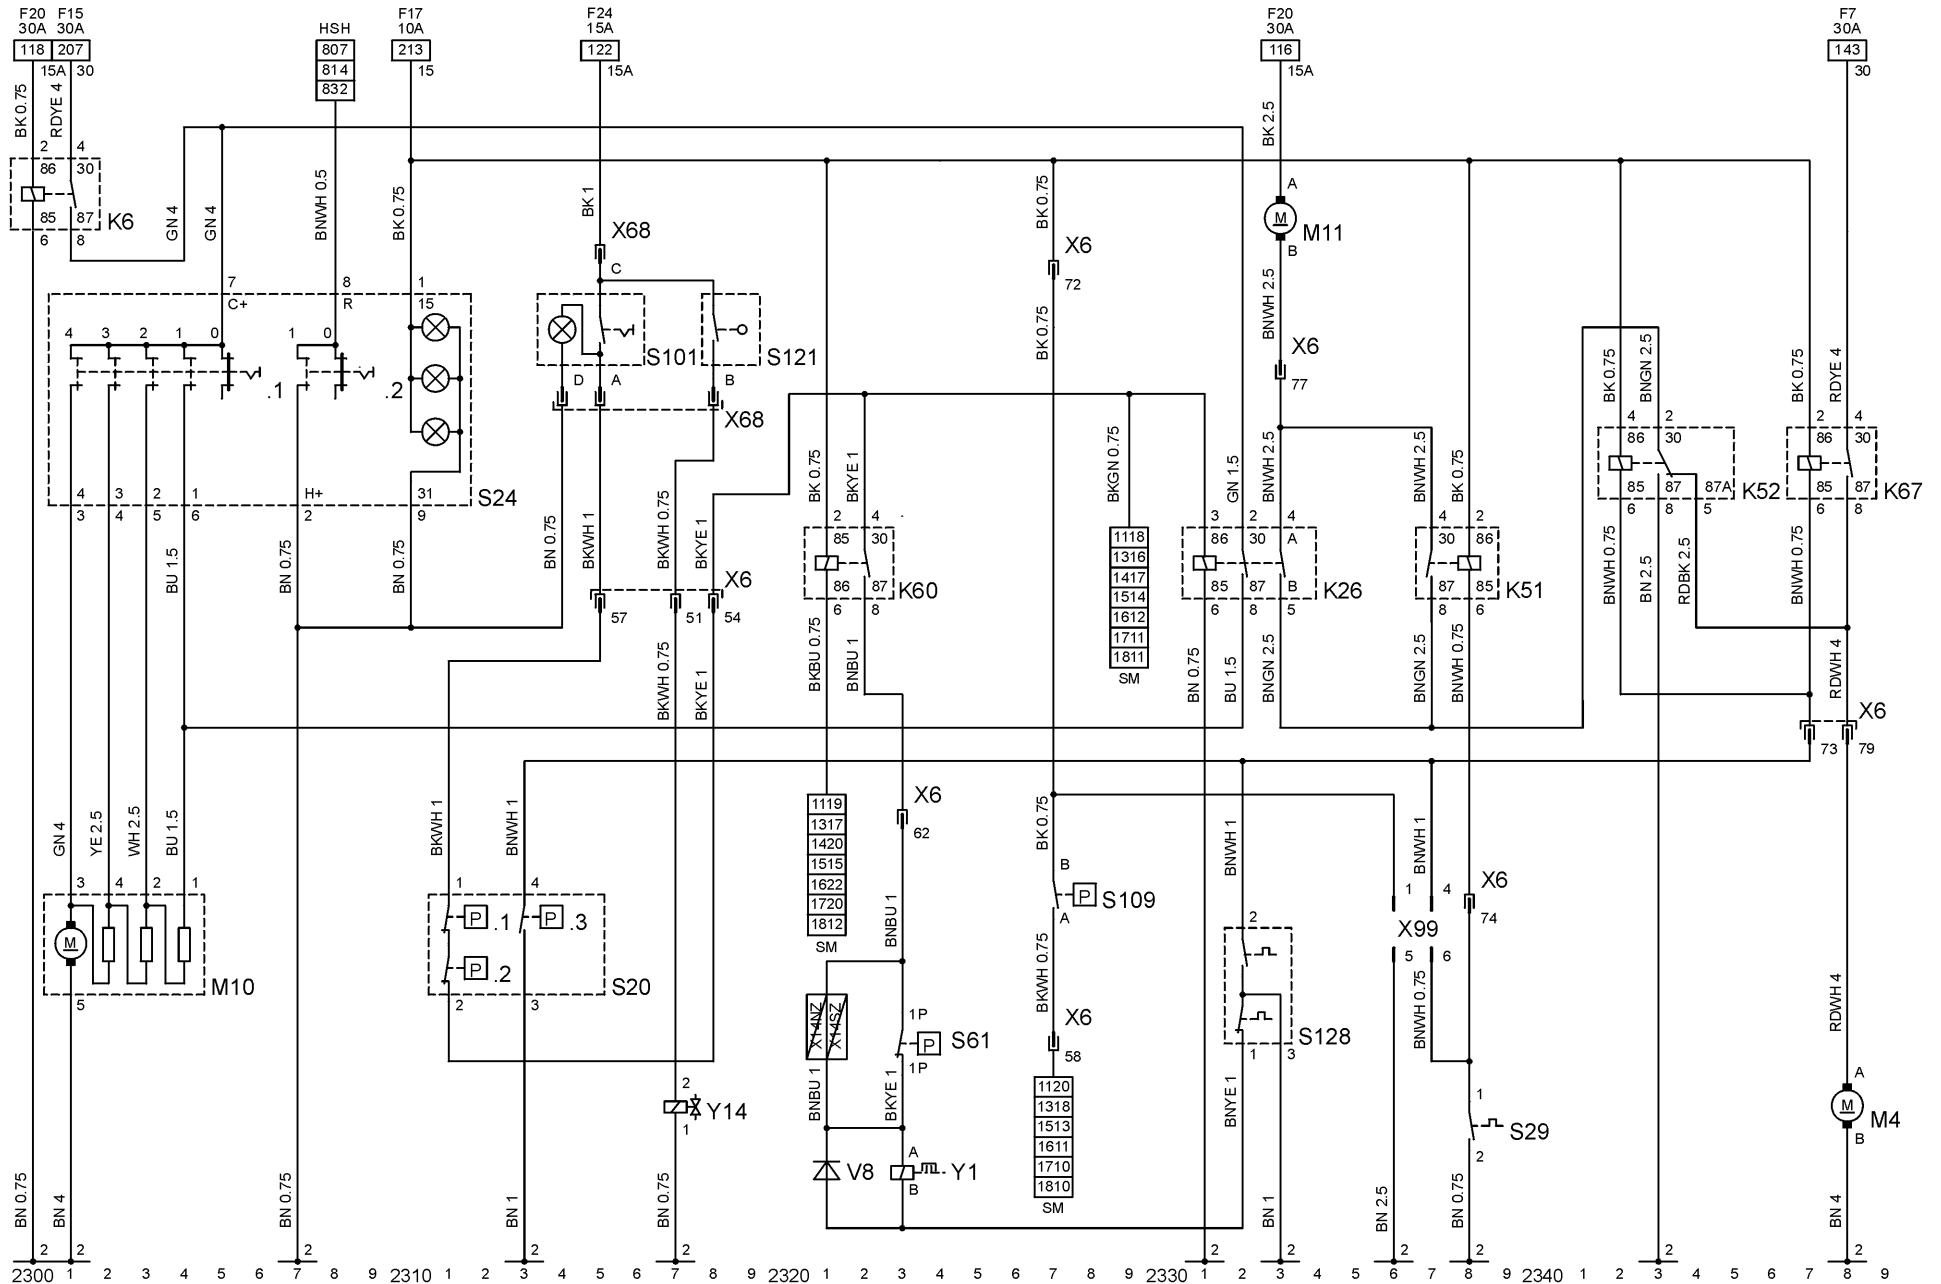 F20 F15 F17 F24 F20 F7
30A 30A HSH 10A 15A 30A 30A
118 207 807 213 122 116 143
15A 30 814 15 15A 15A 30
832
BK 0.75 RDYE 4 BK 2.5
2 4
86 30 A
85 87 K6 GN 4 GN 4 BNWH 0.5 BK 0.75 BK 1 X68 BK 0.75 X6 M M11
6 8 B
C 72
7 8 1
C+ R 15 BNWH 2.5
4 3 2 1 0 1 0 S101 S121 BK 0.75 X6 BK 0.75 BNGN 2.5 BK 0.75 RDYE 4
.1 .2 D A B 77
X68
4 2 2 4
86 30 86 30
BK 0.75 BKYE 1 BKGN 0.75 GN 1.5 BNWH 2.5 BNWH 2.5 BK 0.75
4 3 2 1 H+ 31 S24 85 87 87A K52 85 87 K67
3 4 5 6 2 9 6 8 5 6 8
BU 1.5 BN 0.75 BN 0.75 BN 0.75 BKWH 1 BKWH 0.75 BKYE 1
2 4 3 2 4 4 2
85 30 1118 86 30 A 30 86
1316
1417
86 87 K60 1514 85 87 B K26 87 85 K51
6 8 1612 6 8 5 8 6
1711
1811
SM
X6
57 51 54
BNWH 0.75 BN 2.5 RDBK 2.5 BNWH 0.75
BKWH 0.75 BKYE 1 BKBU 0.75 BNBU 1 BN 0.75 BU 1.5 BNGN 2.5 BNGN 2.5 BNWH 0.75 RDWH 4
X6
73 79
GN 4 YE 2.5 WH 2.5 BU 1.5 BKWH 1 BNWH 1 1119 X6 BK 0.75 BNWH 1 BNWH 1
1317 62
1420
1515
1622
1720
1812
SM
3 4 2 1 1 4 B 1 4 X6
P .1 P .3 P S109 74
M P .2 A X99
M10 S20 5 6
5 2 3
BNBU 1 BKWH 0.75 2 BNWH 0.75 RDWH 4
X14NZ X14SZ 1P X6 S128
P S61 58 1 3
1P
BNBU 1 BKYE 1 1120 BNYE 1
1318
1513
1611
1710
1810
SM
2 A
Y14 1 M M4
1 S29 B
2
A
V8 Y1
B
BN 0.75 BN 4 BN 0.75 BN 1 BN 0.75 BN 1 BN 2.5 BN 0.75 BN 4
2 2 2 2 2 2 2 2 2 2 2
2300 1 2 3 4 5 6 7 8 9 2310 1 2 3 4 5 6 7 8 9 2320 1 2 3 4 5 6 7 8 9 2330 1 2 3 4 5 6 7 8 9 2340 1 2 3 4 5 6 7 8 9